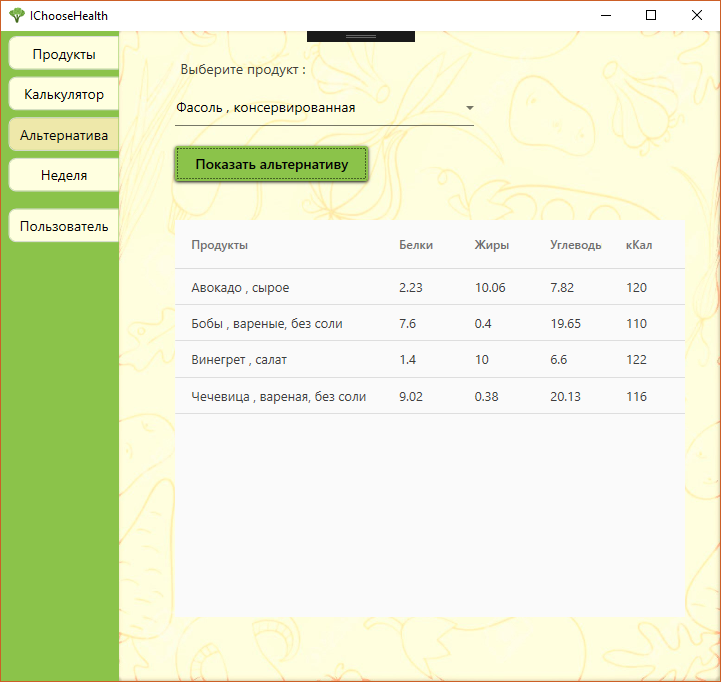 IChooseHealth
Продукты
Калькулятор
Альтернатива
Неделя
Пользователь
Выберите продукт :
Фасоль , консервированная
Показать альтернативу
Продукты Белки Жиры Углеводь кКал
Авокадо , сырое 2.23 10.06 7.82 120
Бобы , вареные, без соли 7.6 0.4 19.65 110
Винегрет , салат 1.4 10 6.6 122
Чечевица , вареная, без соли 9.02 0.38 20.13 116